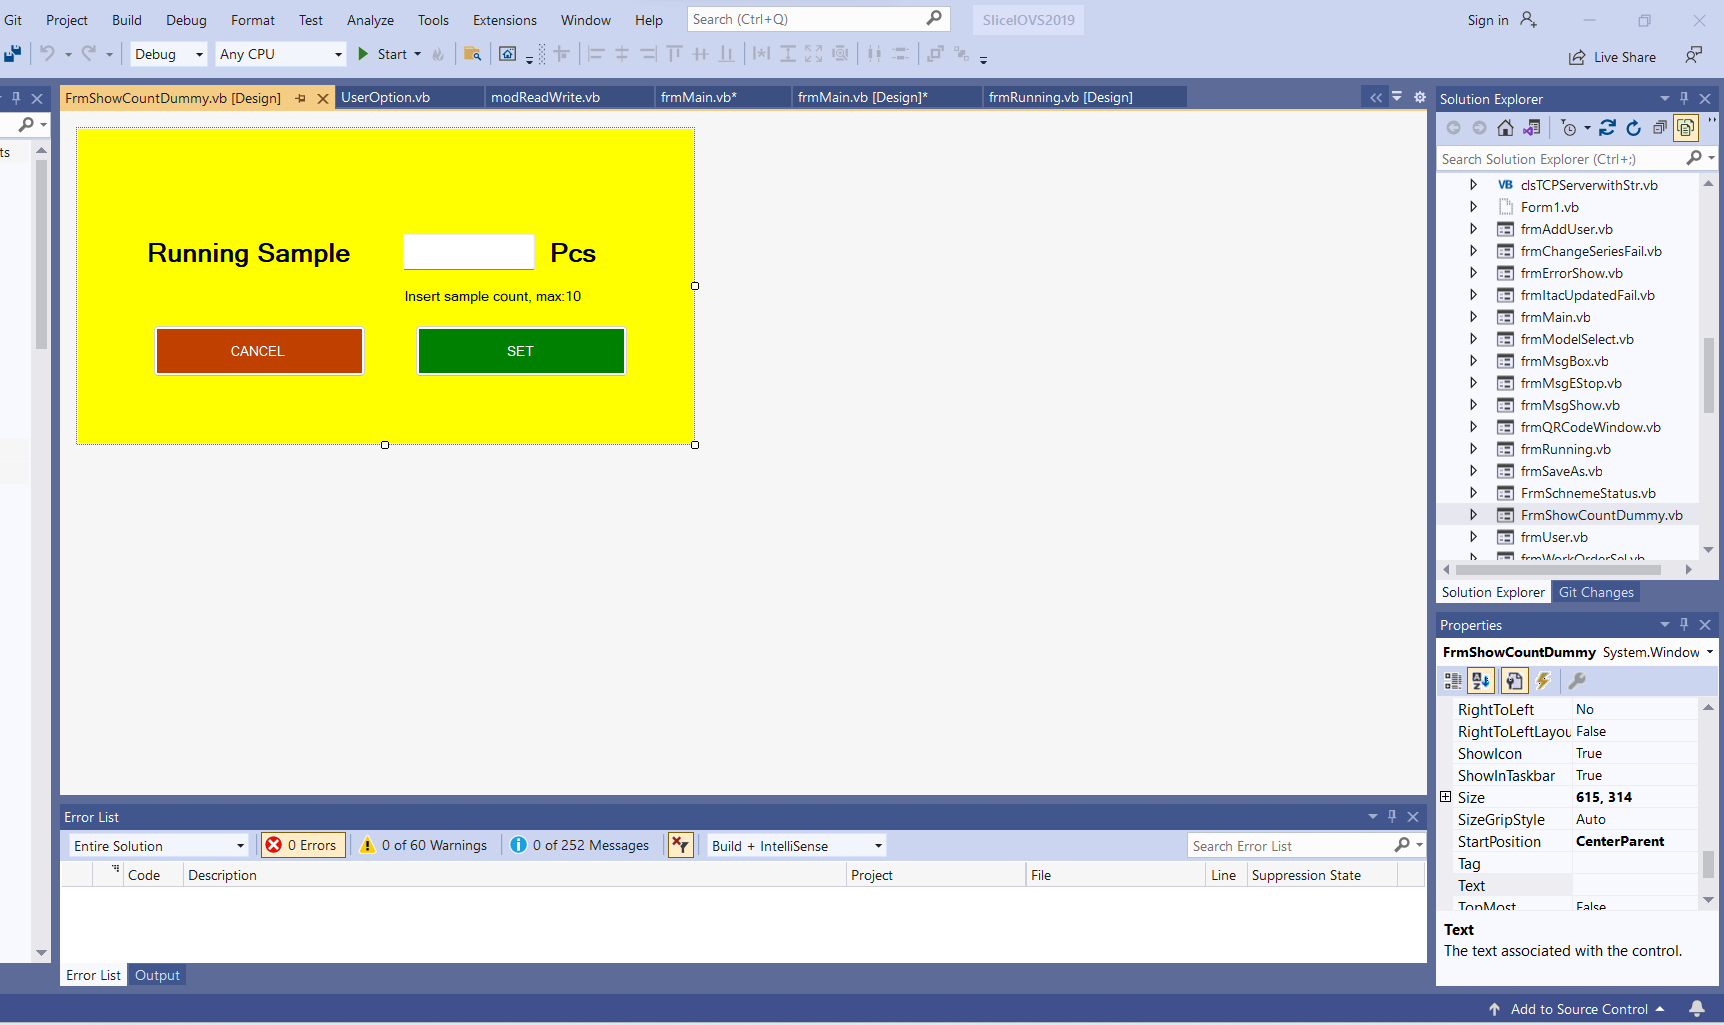 Git Project Build Debug Format Test Analyze Tools Extensions Window Help Search (Ctrl+Q) SliceIOVS2019 Sign in
Debug Any CPU Start Live Share
FrmShowCountDummy.vb [Design] UserOption.vb modReadWrite.vb frmMain.vb* frmMain.vb [Design]* frmRunning.vb [Design]
ts
Running Sample Pcs
Insert sample count, max:10
CANCEL SET
Solution Explorer
Search Solution Explorer (Ctrl+;)
VB clsTCPServerwithStr.vb
Form1.vb
frmAddUser.vb
frmChangeSeriesFail.vb
frmErrorShow.vb
frmItacUpdatedFail.vb
frmMain.vb
frmModelSelect.vb
frmMsgBox.vb
frmMsgEStop.vb
frmMsgShow.vb
frmQRCodeWindow.vb
frmRunning.vb
frmSaveAs.vb
FrmSchnemeStatus.vb
FrmShowCountDummy.vb
frmUser.vb
frmWorkOrderSel.vb
Solution Explorer Git Changes
Properties
FrmShowCountDummy System.Window
RightToLeft No
RightToLeftLayou False
ShowIcon True
ShowInTaskbar True
Size 615, 314
SizeGripStyle Auto
StartPosition CenterParent
Tag
Text
TopMost False
Text
The text associated with the control.
Error List
Entire Solution 0 Errors 0 of 60 Warnings 0 of 252 Messages Build + IntelliSense Search Error List
Code Description Project File Line Suppression State
Error List Output
Add to Source Control